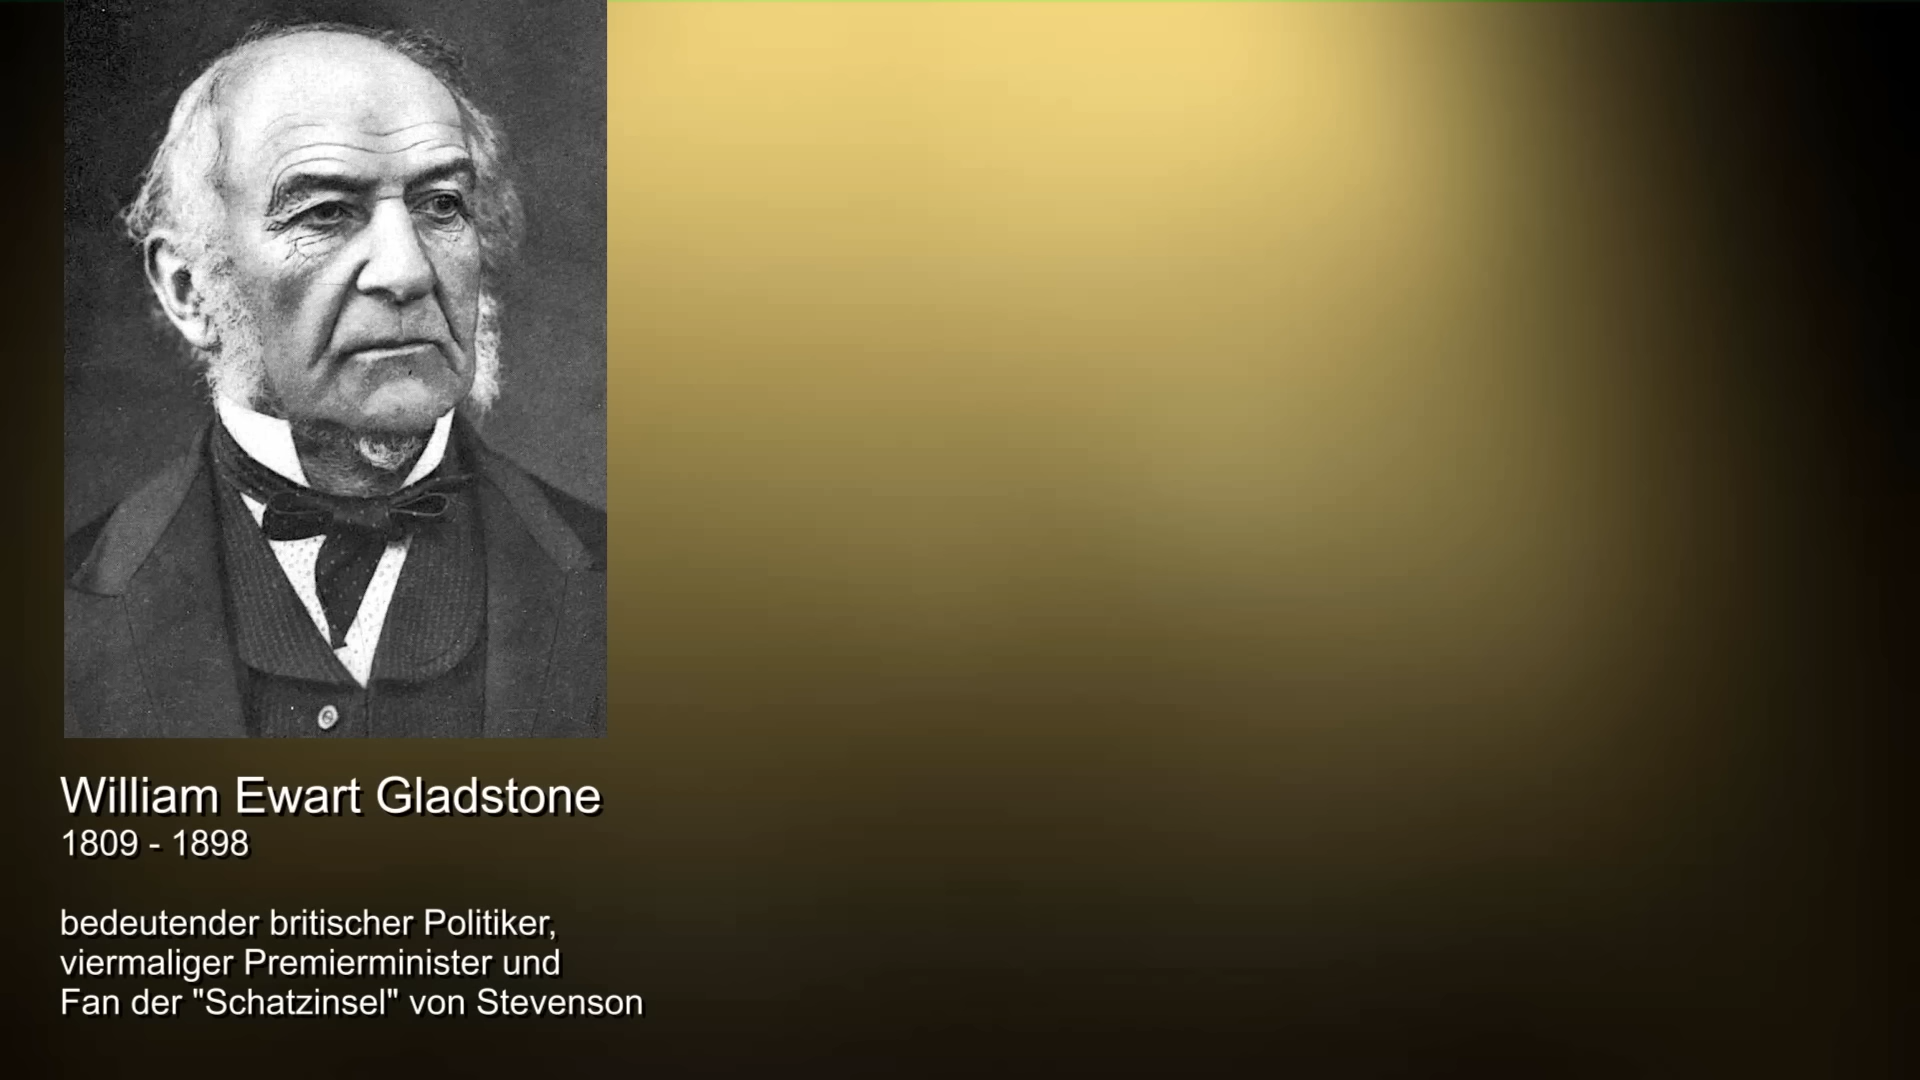 William Ewart Gladstone
1809 - 1898
bedeutender britischer Politiker,
viermaliger Premierminister und
Fan der "Schatzinsel" von Stevenson